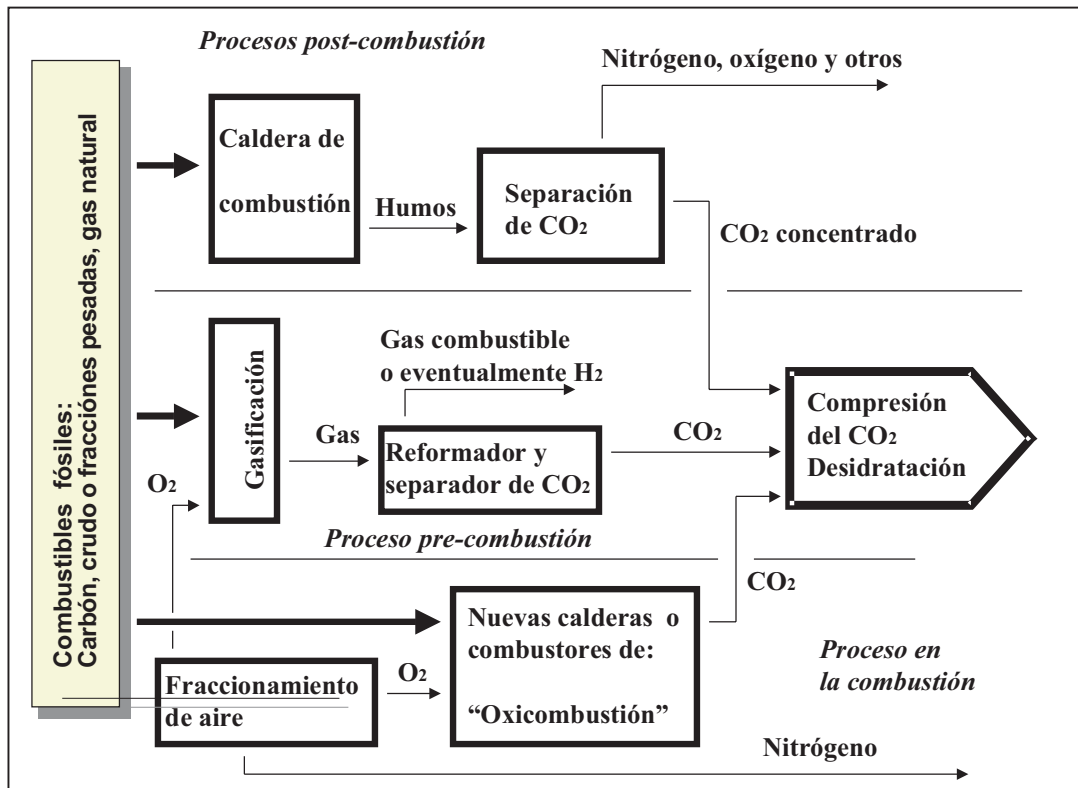 Combustibles fósiles:
Carbón, crudo o fracciónes pesadas, gas natural
Procesos post-combustión
Caldera de
combustión
Humos
Separación
de CO2
Nitrógeno, oxígeno y otros
CO2 concentrado
Gasificación
Gas
Gas combustible
o eventualmente H2
Reformador y
separador de CO2
CO2
Compresión
del CO2
Desidratación
O2
Proceso pre-combustión
CO2
Fraccionamiento
de aire
O2
Nuevas calderas o
combustores de:
“Oxicombustión”
Proceso en
la combustión
Nitrógeno